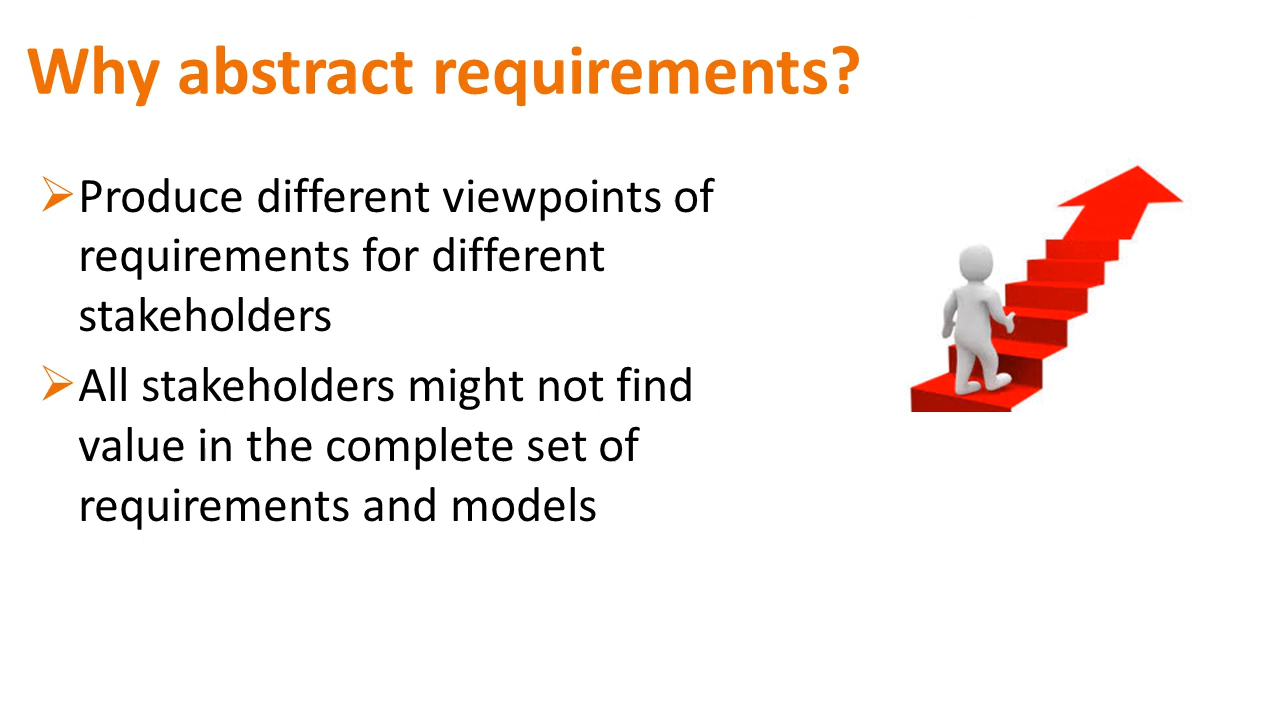 Why abstract requirements?
➢Produce different viewpoints of
requirements for different
stakeholders
➢All stakeholders might not find
value in the complete set of
requirements and models